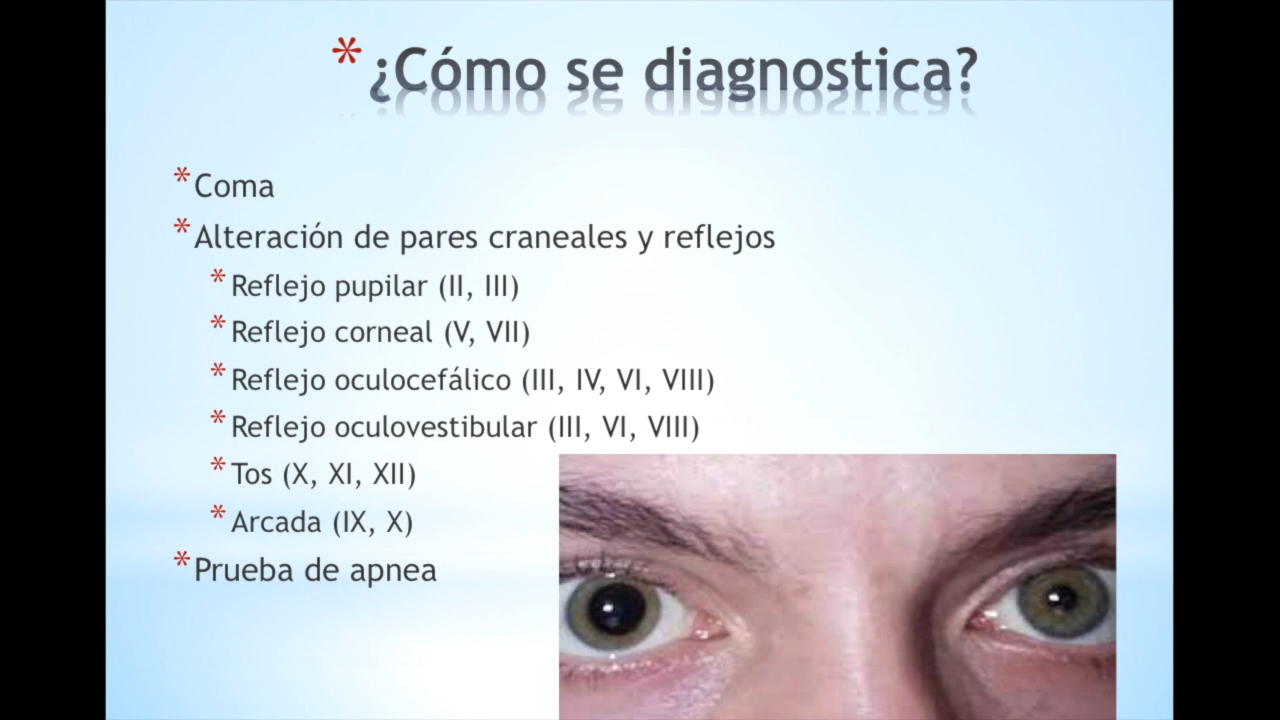 * ¿Cómo se diagnostica?
* Coma
* Alteración de pares craneales y reflejos
* Reflejo pupilar (II, III)
* Reflejo corneal (V, VII)
* Reflejo oculocefálico (III, IV, VI, VIII)
* Reflejo oculovestibular (III, VI, VIII)
* Tos (X, XI, XII)
* Arcada (IX, X)
* Prueba de apnea